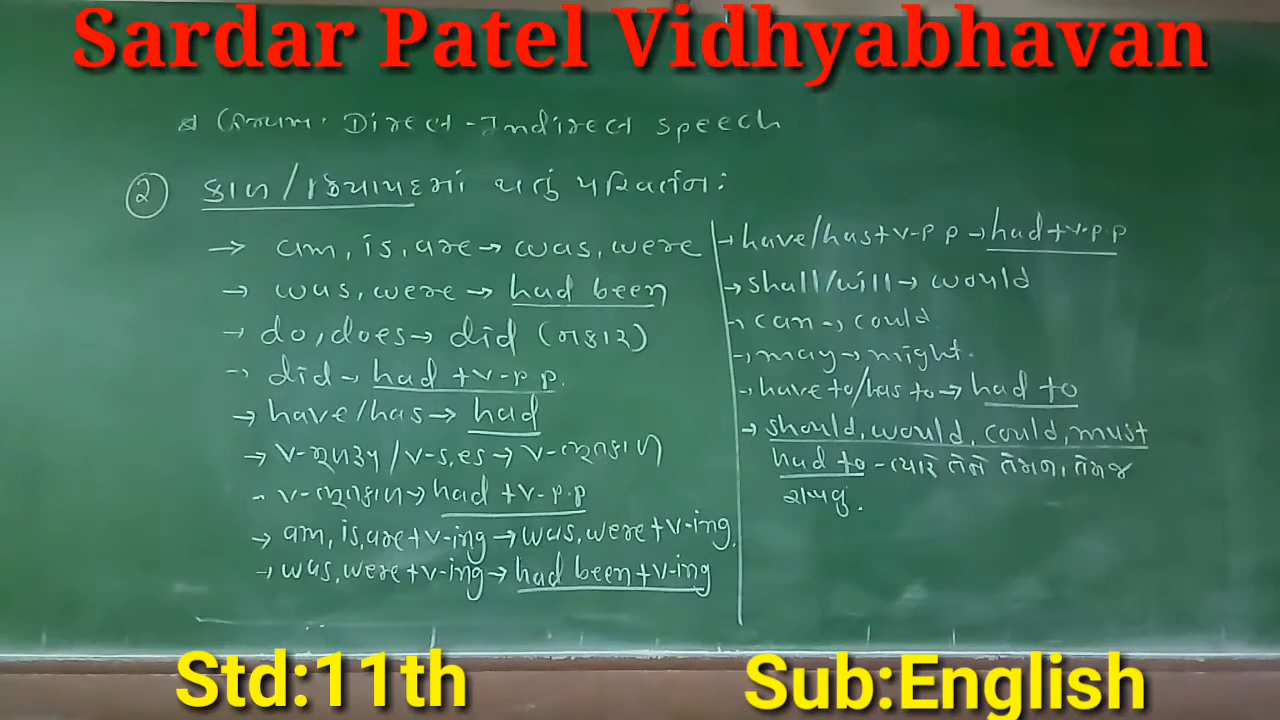 Sardar Patel Vidhyabhavan
Direct-Indirect speech
૨ કાળ/ક્રિયાપદમાં થતું પરિવર્તન:
→ am, is, are → was, were
→ was, were → had been
→ do, does → did (નકાર)
→ did → had + v-p.p.
→ have/has → had
→ v-મૂળરૂપ/v-s,es → v-ભૂતકાળ
→ v-ભૂતકાળ → had + v-p.p
→ am, is, are + v-ing → was, were + v-ing.
→ was, were + v-ing → had been + v-ing
→ have/has + v-p p → had + v-p.p
→ shall/will → would
→ can → could
→ may → might.
→ have to/has to → had to
→ should, would, could, must
had to - ત્યારે તેને તેમજ
રાખવું.
Std:11th
Sub:English